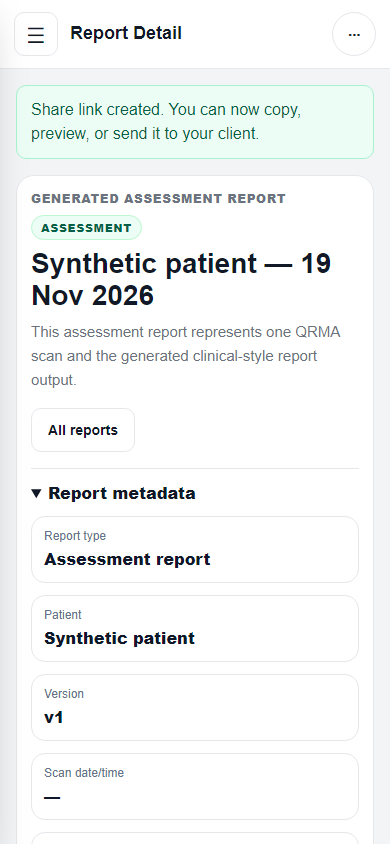 Report Detail
...
Share link created. You can now copy,
preview, or send it to your client.
GENERATED ASSESSMENT REPORT
ASSESSMENT
Synthetic patient — 19
Nov 2026
This assessment report represents one QRMA
scan and the generated clinical-style report
output.
All reports
▼ Report metadata
Report type
Assessment report
Patient
Synthetic patient
Version
v1
Scan date/time
—